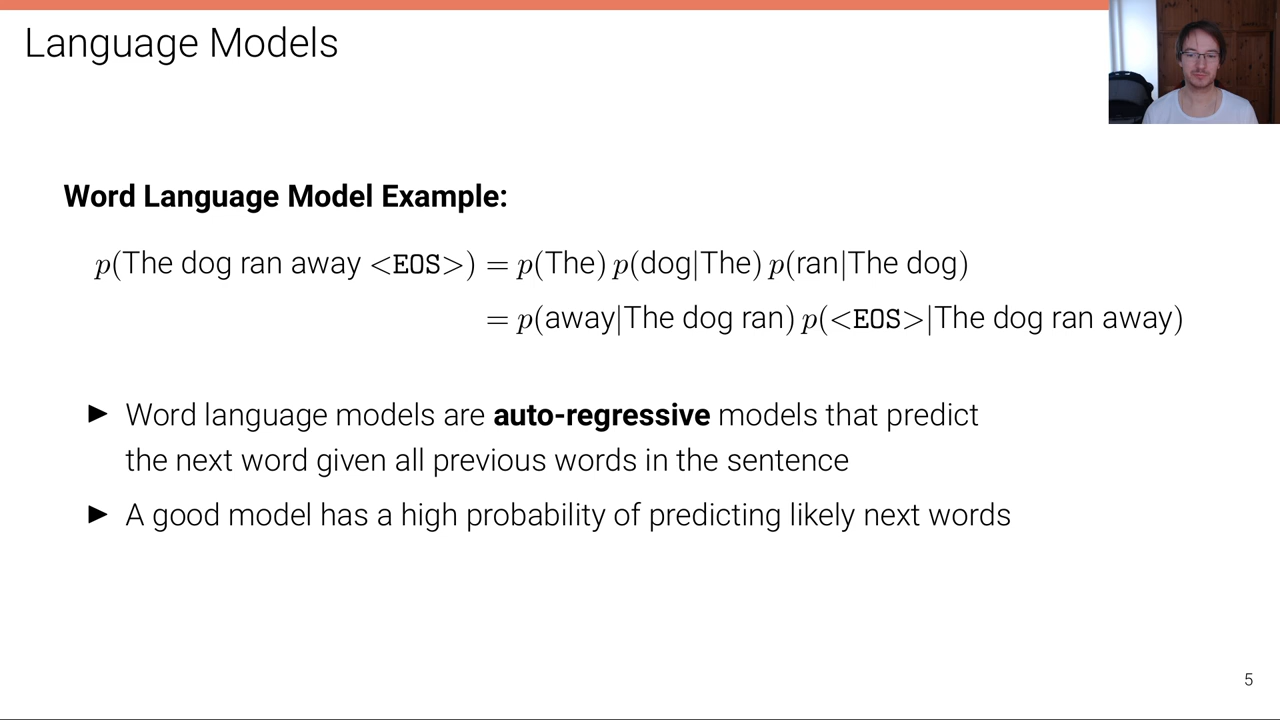 Language Models
Word Language Model Example:
p(The dog ran away <EOS>) = p(The) p(dog|The) p(ran|The dog)
= p(away|The dog ran) p(<EOS>|The dog ran away)
▶ Word language models are auto-regressive models that predict
the next word given all previous words in the sentence
▶ A good model has a high probability of predicting likely next words
5